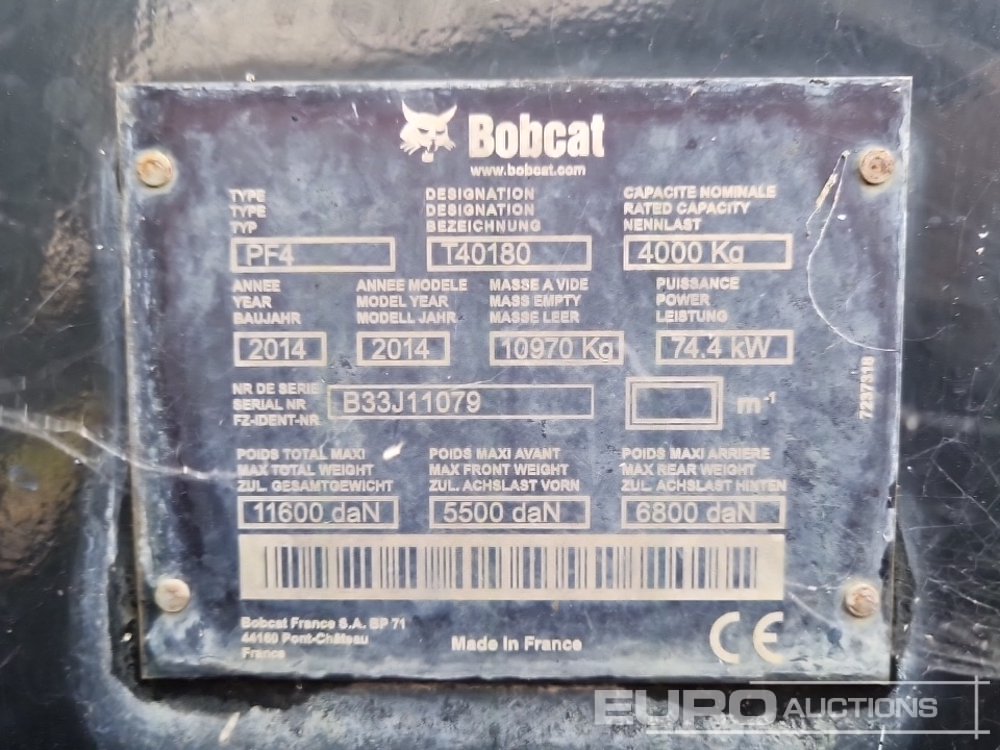 Bobcat
www.bobcat.com
TYPE DESIGNATION CAPACITE NOMINALE
TYPE DESIGNATION RATED CAPACITY
TYP BEZEICHNUNG NENNLAST
PF4 T40180 4000 Kg
ANNEE ANNEE MODELE MASSE A VIDE PUISSANCE
YEAR MODEL YEAR MASS EMPTY POWER
BAUJAHR MODELL JAHR MASSE LEER LEISTUNG
2014 2014 10970 Kg 74.4 kW
NR DE SERIE
SERIAL NR
FZ-IDENT-NR
B33J11079 m-1
7237318
POIDS TOTAL MAXI POIDS MAXI AVANT POIDS MAXI ARRIERE
MAX TOTAL WEIGHT MAX FRONT WEIGHT MAX REAR WEIGHT
ZUL. GESAMTGEWICHT ZUL. ACHSLAST VORN ZUL. ACHSLAST HINTEN
11600 daN 5500 daN 6800 daN
Bobcat France S.A. BP 71
44160 Pont-Château
France
Made in France
CE
EURO AUCTIONS